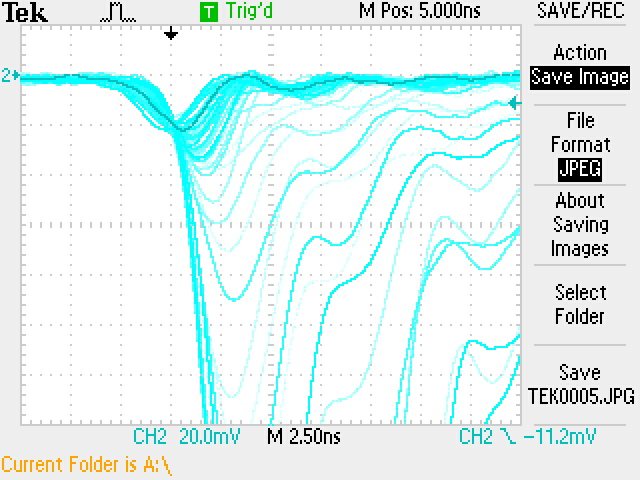 Tek T Trig'd M Pos: 5.000ns SAVE/REC
Action
Save Image
2
File
Format
JPEG
About
Saving
Images
Select
Folder
Save
TEK0005.JPG
CH2 20.0mV M 2.50ns CH2 \ -11.2mV
Current Folder is A:\